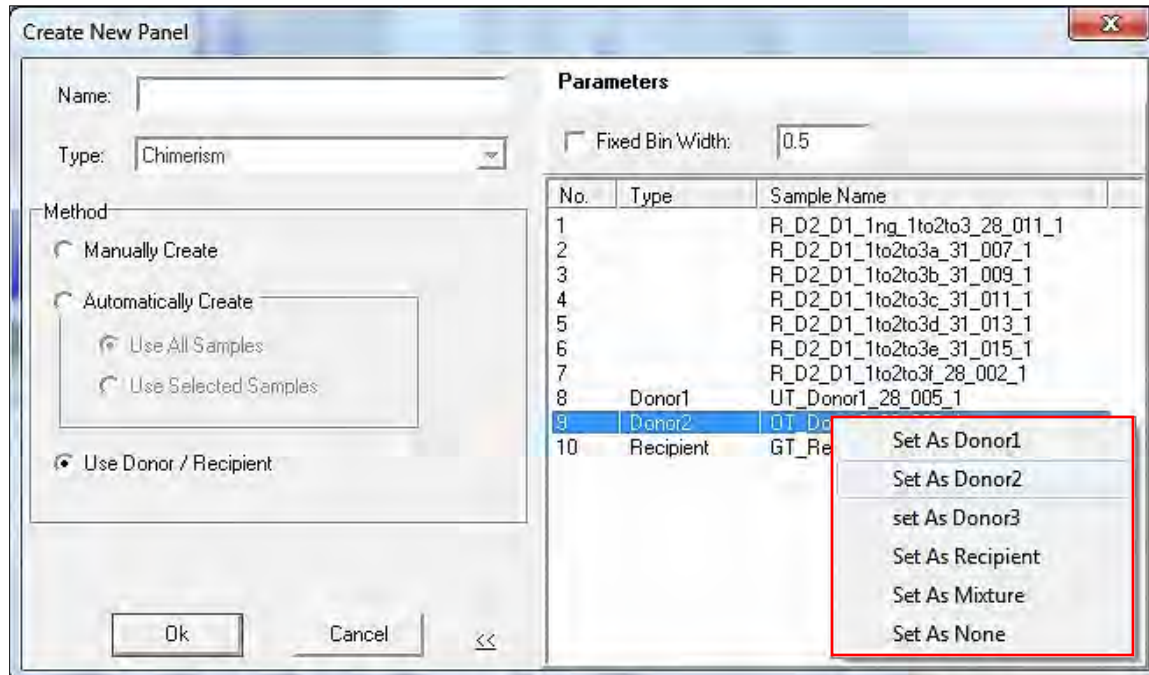 Create New Panel
x
Name:
Type: Chimerism
Method
Manually Create
Automatically Create
Use All Samples
Use Selected Samples
Use Donor / Recipient
Ok Cancel <<
Parameters
Fixed Bin Width: 0.5
No. Type Sample Name
1 R_D2_D1_1ng_1to2to3_28_011_1
2 R_D2_D1_1to2to3a_31_007_1
3 R_D2_D1_1to2to3b_31_009_1
4 R_D2_D1_1to2to3c_31_011_1
5 R_D2_D1_1to2to3d_31_013_1
6 R_D2_D1_1to2to3e_31_015_1
7 R_D2_D1_1to2to3f_28_002_1
8 Donor1 UT_Donor1_28_005_1
9 Donor2
10 Recipient GT_Re
Set As Donor1
Set As Donor2
set As Donor3
Set As Recipient
Set As Mixture
Set As None